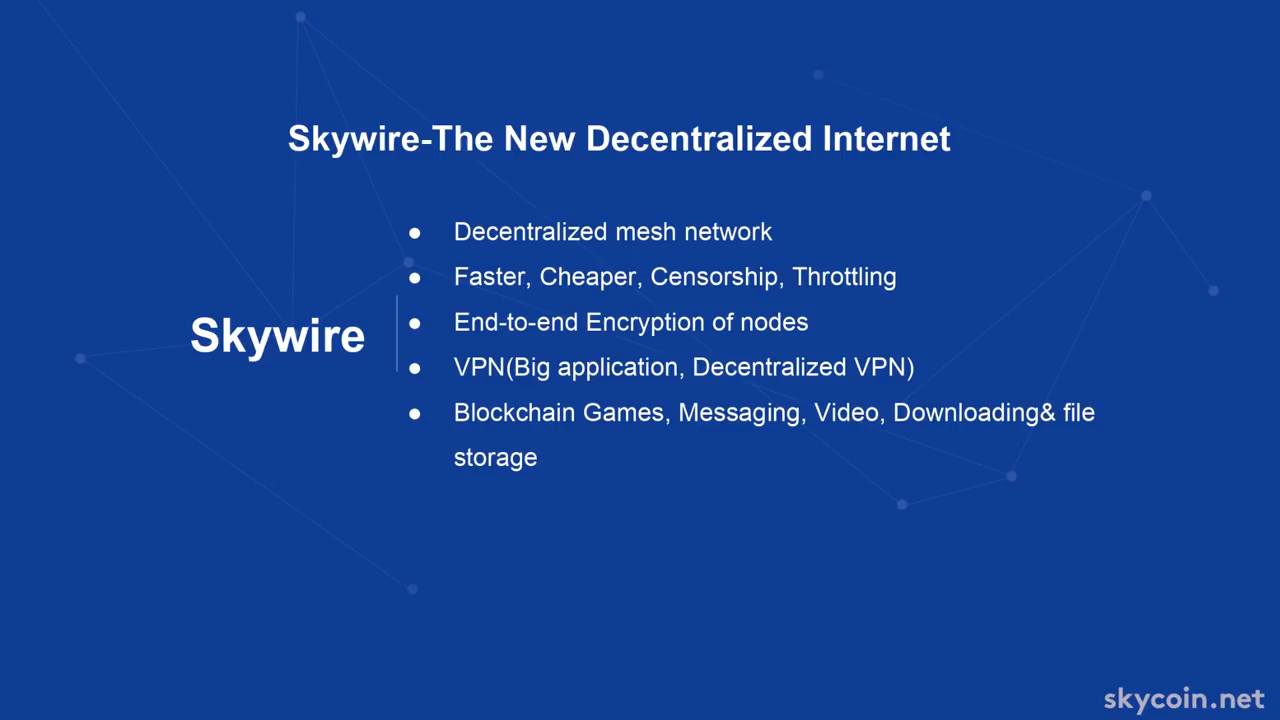 Skywire-The New Decentralized Internet
Skywire
● Decentralized mesh network
● Faster, Cheaper, Censorship, Throttling
● End-to-end Encryption of nodes
● VPN(Big application, Decentralized VPN)
● Blockchain Games, Messaging, Video, Downloading& file
storage
skycoin.net